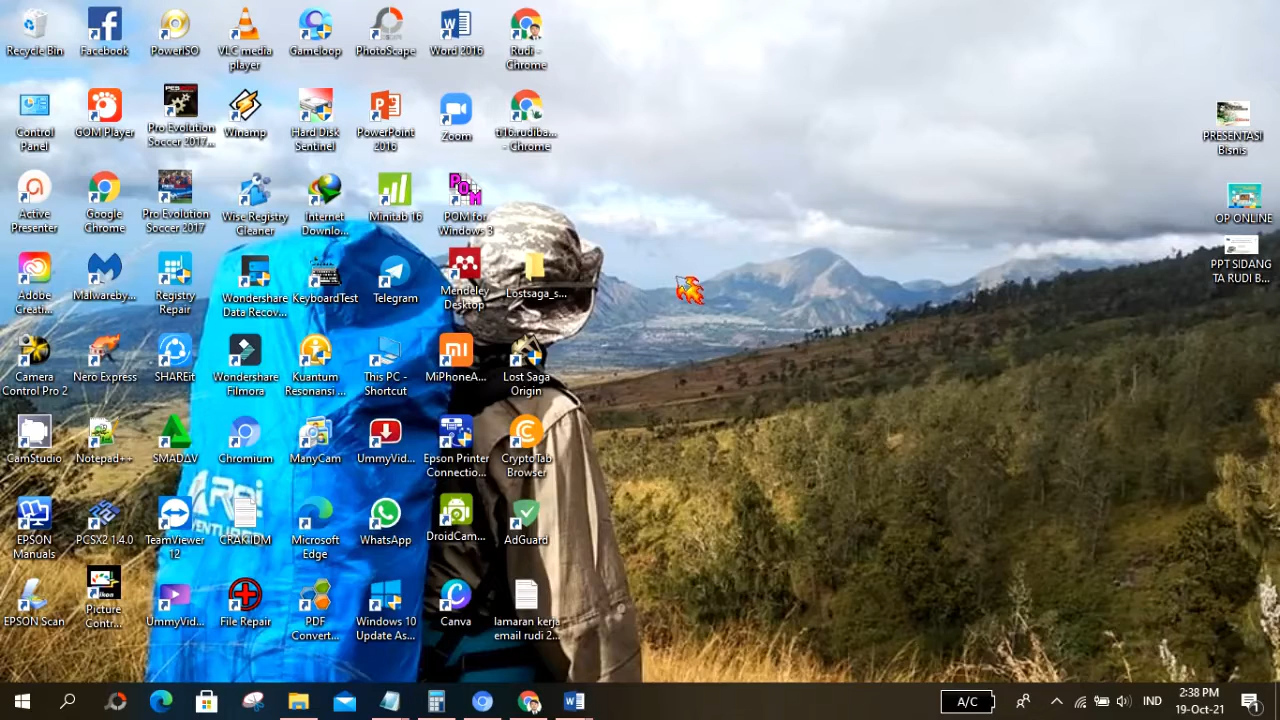 Recycle Bin
Facebook
PowerISO
VLC media
player
Gameloop
PhotoScape
Word 2016
Rudi -
Chrome
Control
Panel
GOM Player
Pro Evolution
Soccer 2017...
Winamp
Hard Disk
Sentinel
PowerPoint
2016
Zoom
ti16.rudiba...
- Chrome
PRESENTASI
Bisnis
Active
Presenter
Google
Chrome
Pro Evolution
Soccer 2017
Wise Registry
Cleaner
Internet
Downlo...
Minitab 16
POM for
Windows 3
OP ONLINE
Adobe
Creati...
Malwareby...
Registry
Repair
Wondershare
Data Recov...
KeyboardTest
Telegram
Mendeley
Desktop
Lostsaga_s...
PPT SIDANG
TA RUDI B...
Camera
Control Pro 2
Nero Express
SHAREit
Wondershare
Filmora
Kuantum
Resonansi ...
This PC -
Shortcut
MiPhoneA...
Lost Saga
Origin
CamStudio
Notepad++
SMADΔV
Chromium
ManyCam
UmmyVid...
Epson Printer
Connectio...
CryptoTab
Browser
EPSON
Manuals
PCSX2 1.4.0
TeamViewer
12
CRAK IDM
Microsoft
Edge
WhatsApp
DroidCam...
AdGuard
EPSON Scan
Picture
Contr...
UmmyVid...
File Repair
PDF
Convert...
Windows 10
Update As...
Canva
lamaran kerja
email rudi 2...
A/C
IND
2:38 PM
19-Oct-21
1